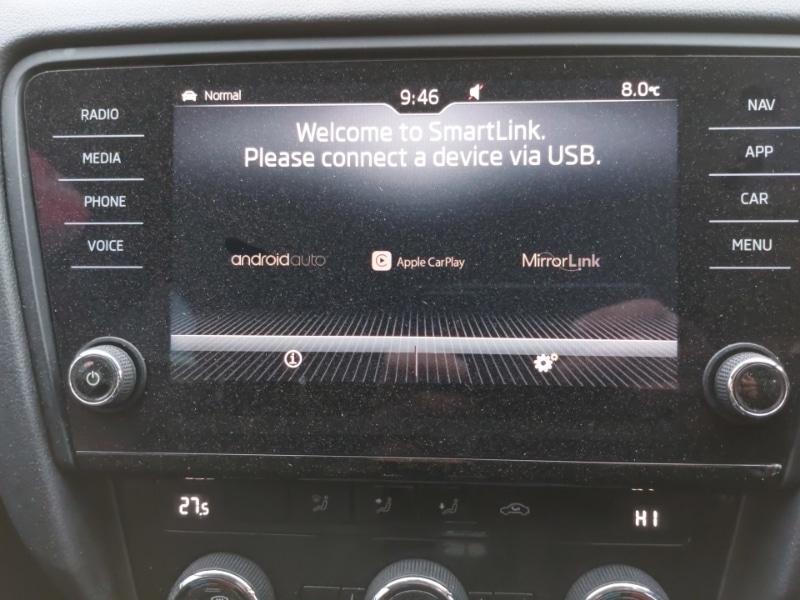 Normal
9:46
8.0°C
Welcome to SmartLink.
Please connect a device via USB.
androidauto
Apple CarPlay
MirrorLink
RADIO
MEDIA
PHONE
VOICE
NAV
APP
CAR
MENU
27.5
HI